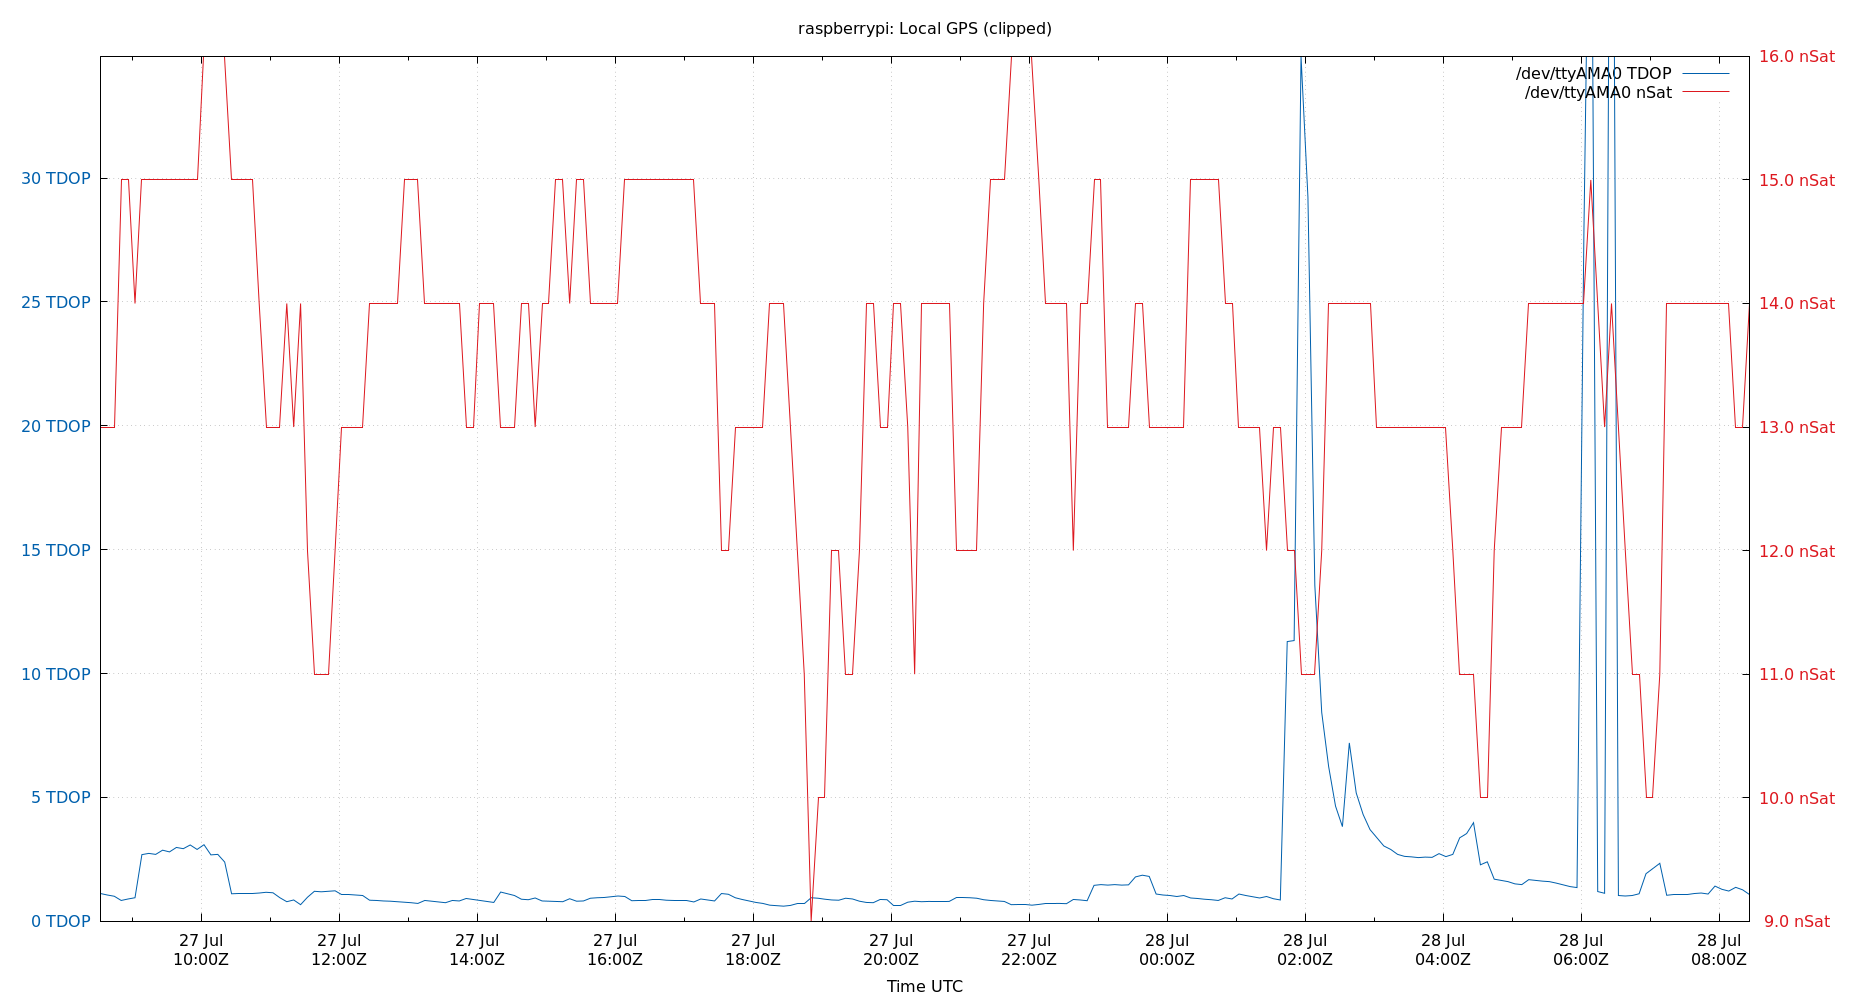 raspberrypi: Local GPS (clipped)
/dev/ttyAMA0 TDOP
/dev/ttyAMA0 nSat
30 TDOP
25 TDOP
20 TDOP
15 TDOP
10 TDOP
5 TDOP
0 TDOP
16.0 nSat
15.0 nSat
14.0 nSat
13.0 nSat
12.0 nSat
11.0 nSat
10.0 nSat
9.0 nSat
27 Jul
10:00Z
27 Jul
12:00Z
27 Jul
14:00Z
27 Jul
16:00Z
27 Jul
18:00Z
27 Jul
20:00Z
27 Jul
22:00Z
28 Jul
00:00Z
28 Jul
02:00Z
28 Jul
04:00Z
28 Jul
06:00Z
28 Jul
08:00Z
Time UTC